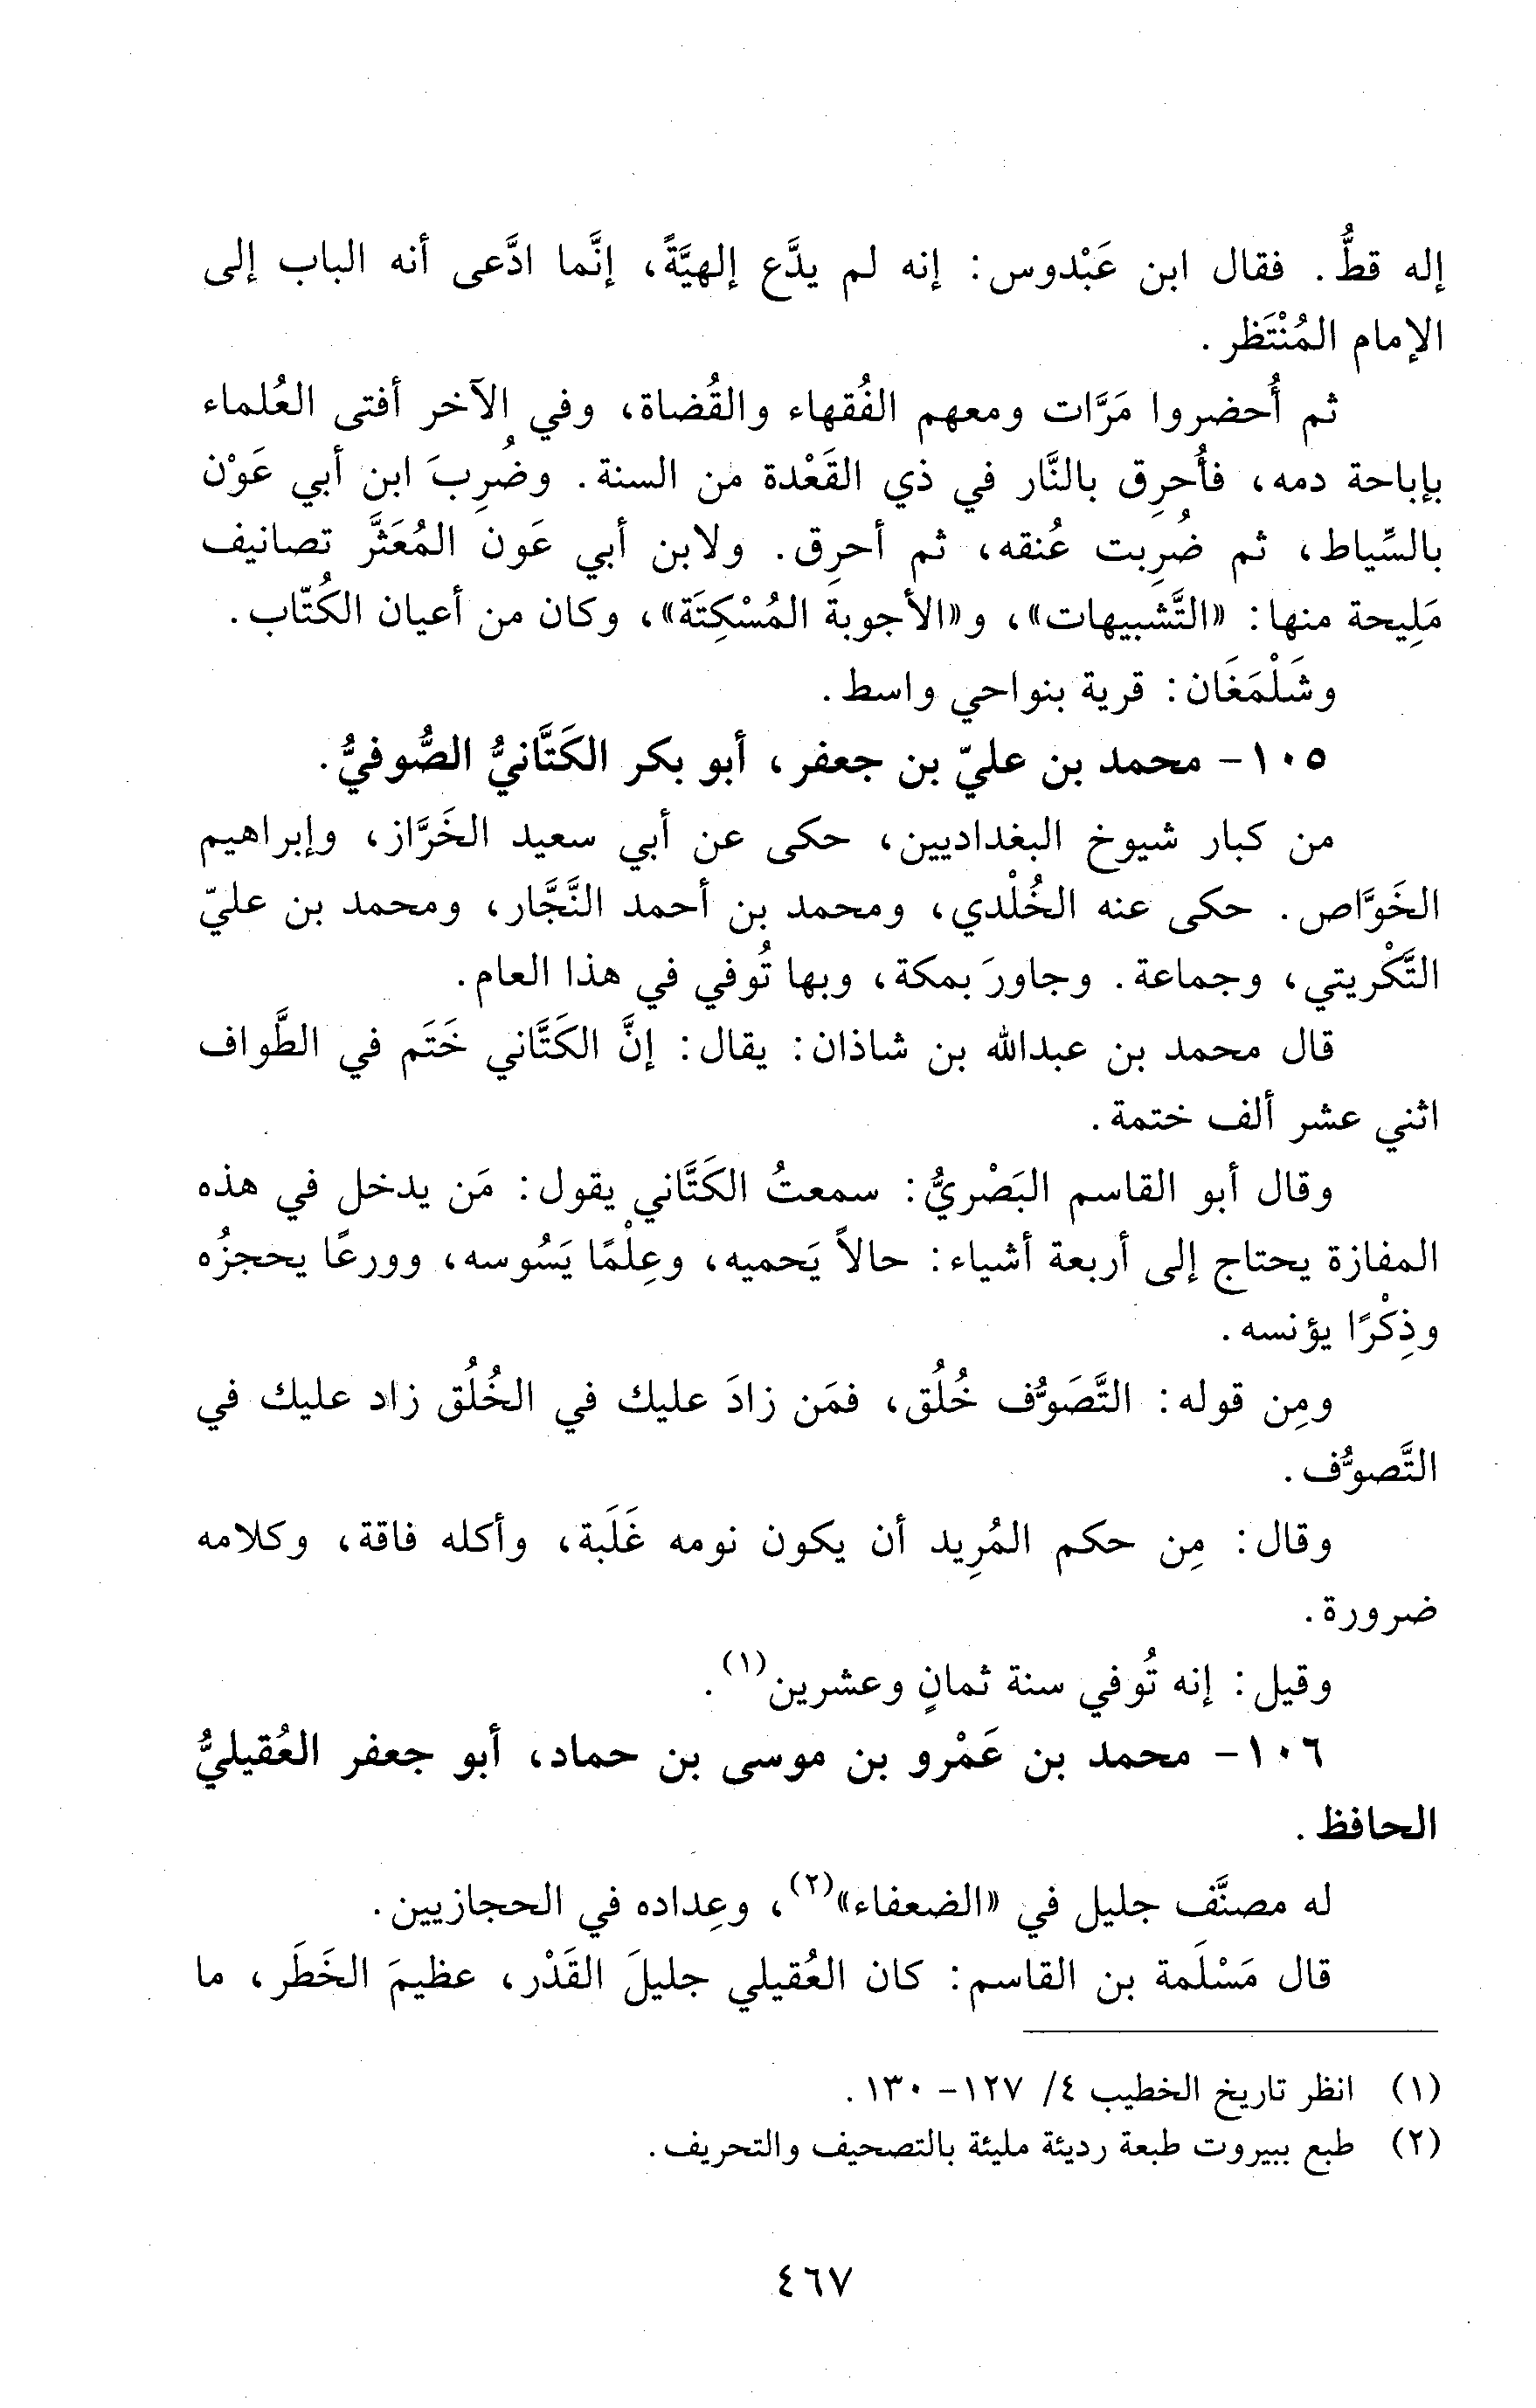 إله قطُّ. فقال ابن عَبْدوس: إنه لم يدَّع إلهيَّةً، إنَّما ادَّعى أنه الباب إلى
الإمام المُنْتَظر.
ثم أُحضروا مَرَّات ومعهم الفُقهاء والقُضاة، وفي الآخر أفتى العُلماء
بإباحة دمه، فأُحرِق بالنَّار في ذي القَعْدة من السنة. وضُرِبَ ابن أبي عَوْن
بالسِّياط، ثم ضُرِبت عُنقه، ثم أحرِق. ولابن أبي عَون المُعَثَّر تصانيف
مَلِيحة منها: «التَّشبيهات»، و«الأجوبة المُسْكِتَة»، وكان من أعيان الكُتّاب.
وشَلْمَغَان: قرية بنواحي واسط.
١٠٥- محمد بن عليّ بن جعفر، أبو بكر الكَتَّانيُّ الصُّوفيُّ.
من كبار شيوخ البغداديين، حكى عن أبي سعيد الخَرَّاز، وإبراهيم
الخَوَّاص. حكى عنه الخُلْدي، ومحمد بن أحمد النَّجَّار، ومحمد بن عليّ
التَّكْريتي، وجماعة. وجاورَ بمكة، وبها تُوفي في هذا العام.
قال محمد بن عبدالله بن شاذان: يقال: إنَّ الكَتَّاني خَتَم في الطَّواف
اثني عشر ألف ختمة.
وقال أبو القاسم البَصْريُّ: سمعتُ الكَتَّاني يقول: مَن يدخل في هذه
المفازة يحتاج إلى أربعة أشياء: حالاً يَحميه، وعِلْمًا يَسُوسه، وورعًا يحجزُه
وذِكْرًا يؤنسه.
ومِن قوله: التَّصَوُّف خُلُق، فمَن زادَ عليك في الخُلُق زاد عليك في
التَّصوُّف.
وقال: مِن حكم المُرِيد أن يكون نومه غَلَبة، وأكله فاقة، وكلامه
ضرورة.
وقيل: إنه تُوفي سنة ثمانٍ وعشرين(١).
١٠٦- محمد بن عَمْرو بن موسى بن حماد، أبو جعفر العُقيليُّ
الحافظ.
له مصنَّف جليل في «الضعفاء»(٢)، وعِداده في الحجازيين.
قال مَسْلَمة بن القاسم: كان العُقيلي جليلَ القَدْر، عظيمَ الخَطَر، ما
(١) انظر تاريخ الخطيب ٤/ ١٢٧- ١٣٠.
(٢) طبع ببيروت طبعة رديئة مليئة بالتصحيف والتحريف.
٤٦٧